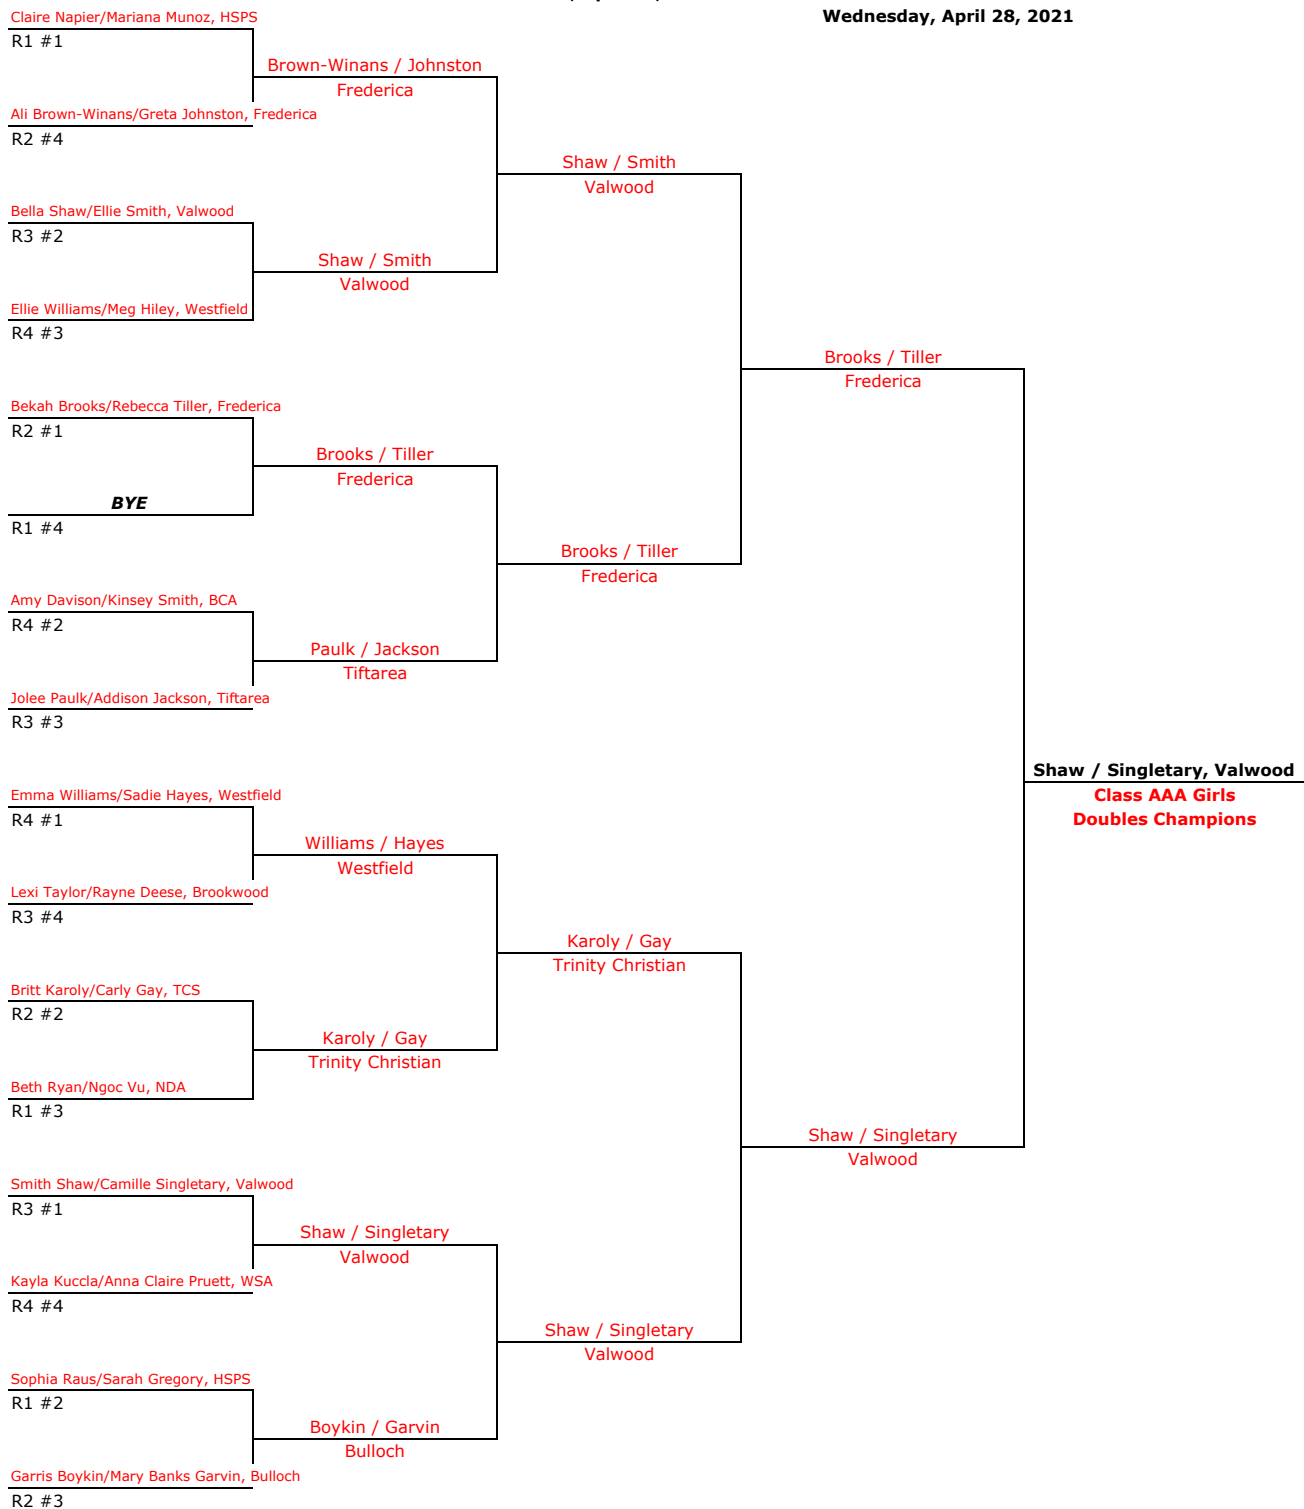 Wednesday, April 28, 2021
Claire Napier/Mariana Munoz, HSPS
R1 #1
Brown-Winans / Johnston
Frederica
Ali Brown-Winans/Greta Johnston, Frederica
R2 #4
Shaw / Smith
Valwood
Bella Shaw/Ellie Smith, Valwood
R3 #2
Shaw / Smith
Valwood
Ellie Williams/Meg Hiley, Westfield
R4 #3
Brooks / Tiller
Frederica
Bekah Brooks/Rebecca Tiller, Frederica
R2 #1
Brooks / Tiller
Frederica
BYE
R1 #4
Brooks / Tiller
Frederica
Amy Davison/Kinsey Smith, BCA
R4 #2
Paulk / Jackson
Tiftarea
Jolee Paulk/Addison Jackson, Tiftarea
R3 #3
Shaw / Singletary, Valwood
Class AAA Girls
Doubles Champions
Emma Williams/Sadie Hayes, Westfield
R4 #1
Williams / Hayes
Westfield
Lexi Taylor/Rayne Deese, Brookwood
R3 #4
Karoly / Gay
Trinity Christian
Britt Karoly/Carly Gay, TCS
R2 #2
Karoly / Gay
Trinity Christian
Beth Ryan/Ngoc Vu, NDA
R1 #3
Shaw / Singletary
Valwood
Smith Shaw/Camille Singletary, Valwood
R3 #1
Shaw / Singletary
Valwood
Kayla Kuccla/Anna Claire Pruett, WSA
R4 #4
Shaw / Singletary
Valwood
Sophia Raus/Sarah Gregory, HSPS
R1 #2
Boykin / Garvin
Bulloch
Garris Boykin/Mary Banks Garvin, Bulloch
R2 #3